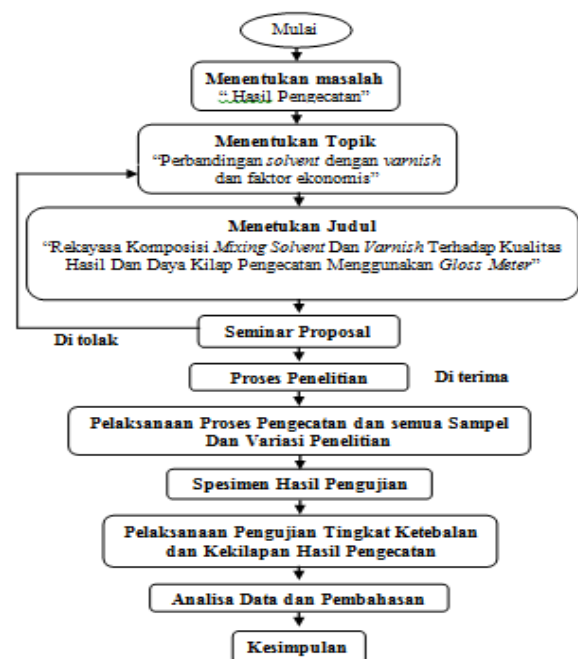 Mulai
Menentukan masalah
“ Hasil Pengecatan”
Menentukan Topik
“Perbandingan solvent dengan varnish
dan faktor ekonomis”
Menetukan Judul
“Rekayasa Komposisi Mixing Solvent Dan Varnish Terhadap Kualitas
Hasil Dan Daya Kilap Pengecatan Menggunakan Gloss Meter”
Di tolak
Seminar Proposal
Proses Penelitian
Di terima
Pelaksanaan Proses Pengecatan dan semua Sampel
Dan Variasi Penelitian
Spesimen Hasil Pengujian
Pelaksanaan Pengujian Tingkat Ketebalan
dan Kekilapan Hasil Pengecatan
Analisa Data dan Pembahasan
Kesimpulan